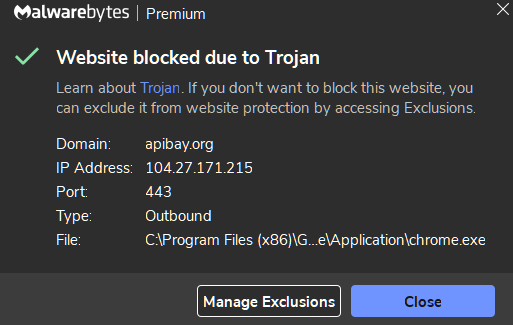 Malwarebytes | Premium
Website blocked due to Trojan
Learn about Trojan. If you don't want to block this website, you
can exclude it from website protection by accessing Exclusions.
Domain: apibay.org
IP Address: 104.27.171.215
Port: 443
Type: Outbound
File: C:\Program Files (x86)\G...e\Application\chrome.exe
Manage Exclusions Close